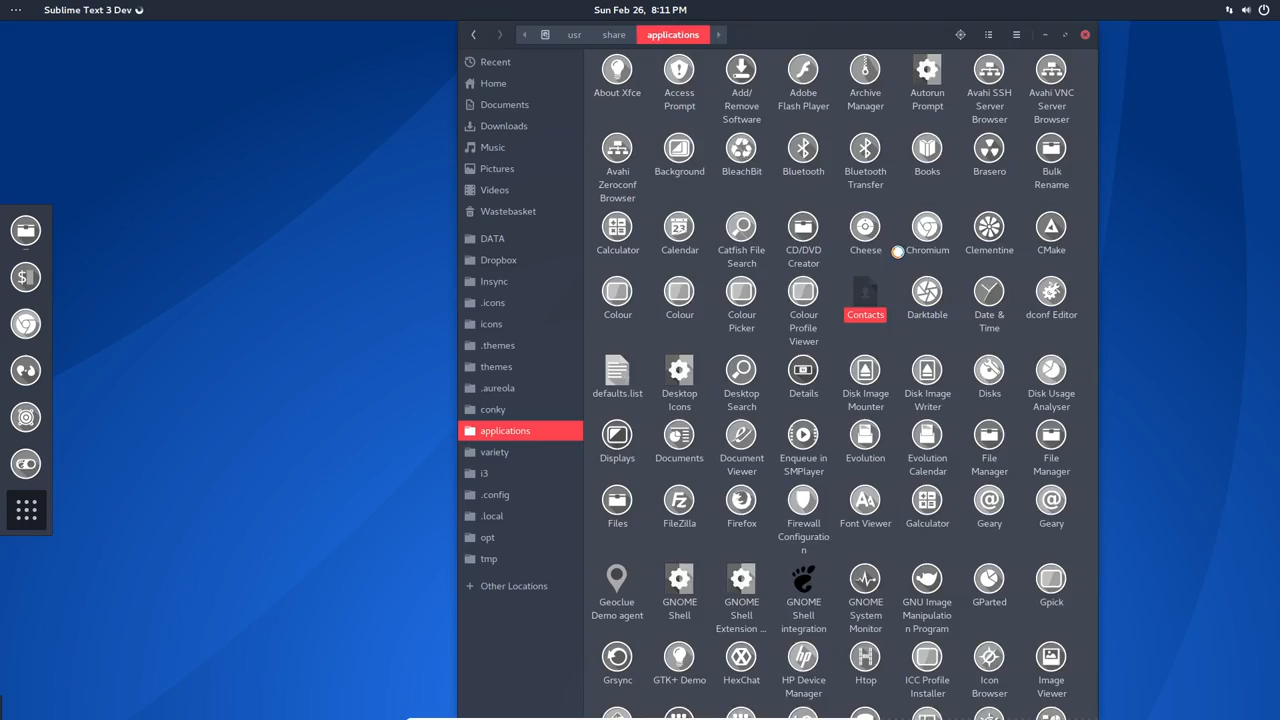 Sublime Text 3 Dev
Sun Feb 26, 8:11 PM
usr share applications
Recent
Home
Documents
Downloads
Music
Pictures
Videos
Wastebasket
DATA
Dropbox
Insync
.icons
icons
.themes
themes
.aureola
conky
applications
variety
i3
.config
.local
opt
tmp
Other Locations
About Xfce
Access
Prompt
Add/
Remove
Software
Adobe
Flash Player
Archive
Manager
Autorun
Prompt
Avahi SSH
Server
Browser
Avahi VNC
Server
Browser
Avahi
Zeroconf
Browser
Background
BleachBit
Bluetooth
Bluetooth
Transfer
Books
Brasero
Bulk
Rename
Calculator
23
Calendar
Catfish File
Search
CD/DVD
Creator
Cheese
Chromium
Clementine
CMake
Colour
Colour
Colour
Picker
Colour
Profile
Viewer
Contacts
Darktable
Date &
Time
dconf Editor
defaults.list
Desktop
Icons
Desktop
Search
Details
Disk Image
Mounter
Disk Image
Writer
Disks
Disk Usage
Analyser
Displays
Documents
Document
Viewer
Enqueue in
SMPlayer
Evolution
Evolution
Calendar
File
Manager
File
Manager
Files
Fz
FileZilla
Firefox
Firewall
Configuratio
n
AA
Font Viewer
Galculator
@
Geary
@
Geary
Geoclue
Demo agent
GNOME
Shell
GNOME
Shell
Extension ...
GNOME
Shell
integration
GNOME
System
Monitor
GNU Image
Manipulatio
n Program
GParted
Gpick
Grsync
GTK+ Demo
HexChat
hp
HP Device
Manager
Htop
ICC Profile
Installer
Icon
Browser
Image
Viewer
$